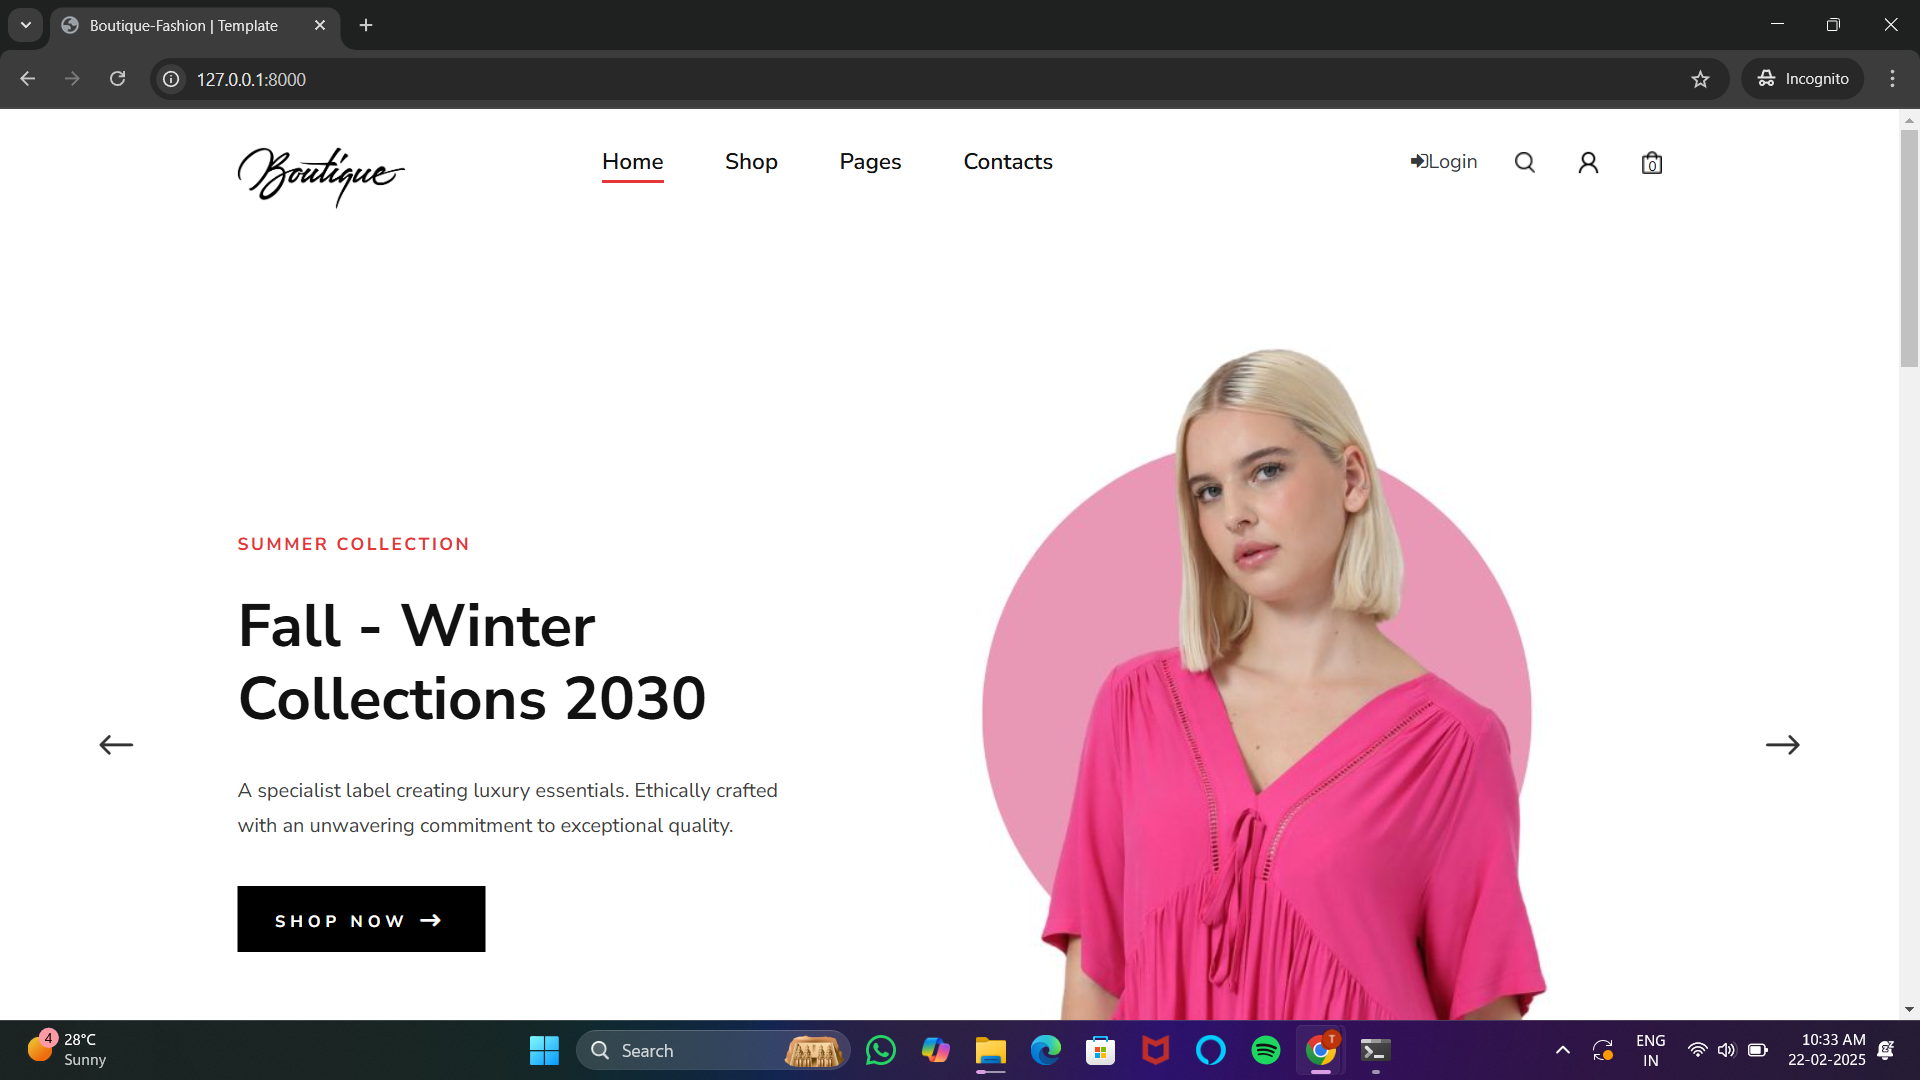 Boutique-Fashion | Template
127.0.0.1:8000
Incognito
Boutique
Home
Shop
Pages
Contacts
Login
0
SUMMER COLLECTION
Fall - Winter
Collections 2030
A specialist label creating luxury essentials. Ethically crafted
with an unwavering commitment to exceptional quality.
SHOP NOW
4
28°C
Sunny
Search
T
ENG
IN
10:33 AM
22-02-2025